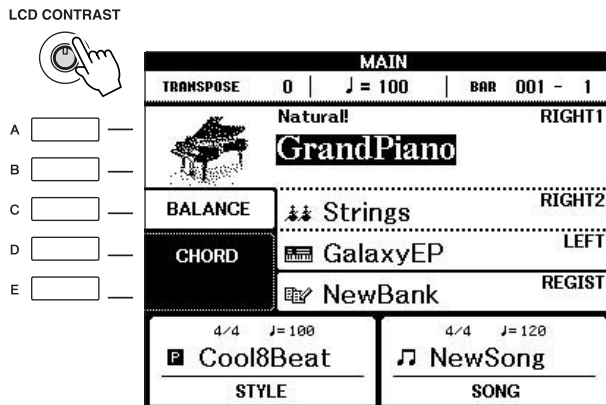 LCD CONTRAST
MAIN
TRANSPOSE 0 ♩= 100 BAR 001 - 1
Natural! RIGHT1
GrandPiano
A
B
C
D
E
BALANCE
CHORD
Strings RIGHT2
GalaxyEP LEFT
NewBank REGIST
4/4 ♩=100
P Cool8Beat
STYLE
4/4 ♩=120
NewSong
SONG